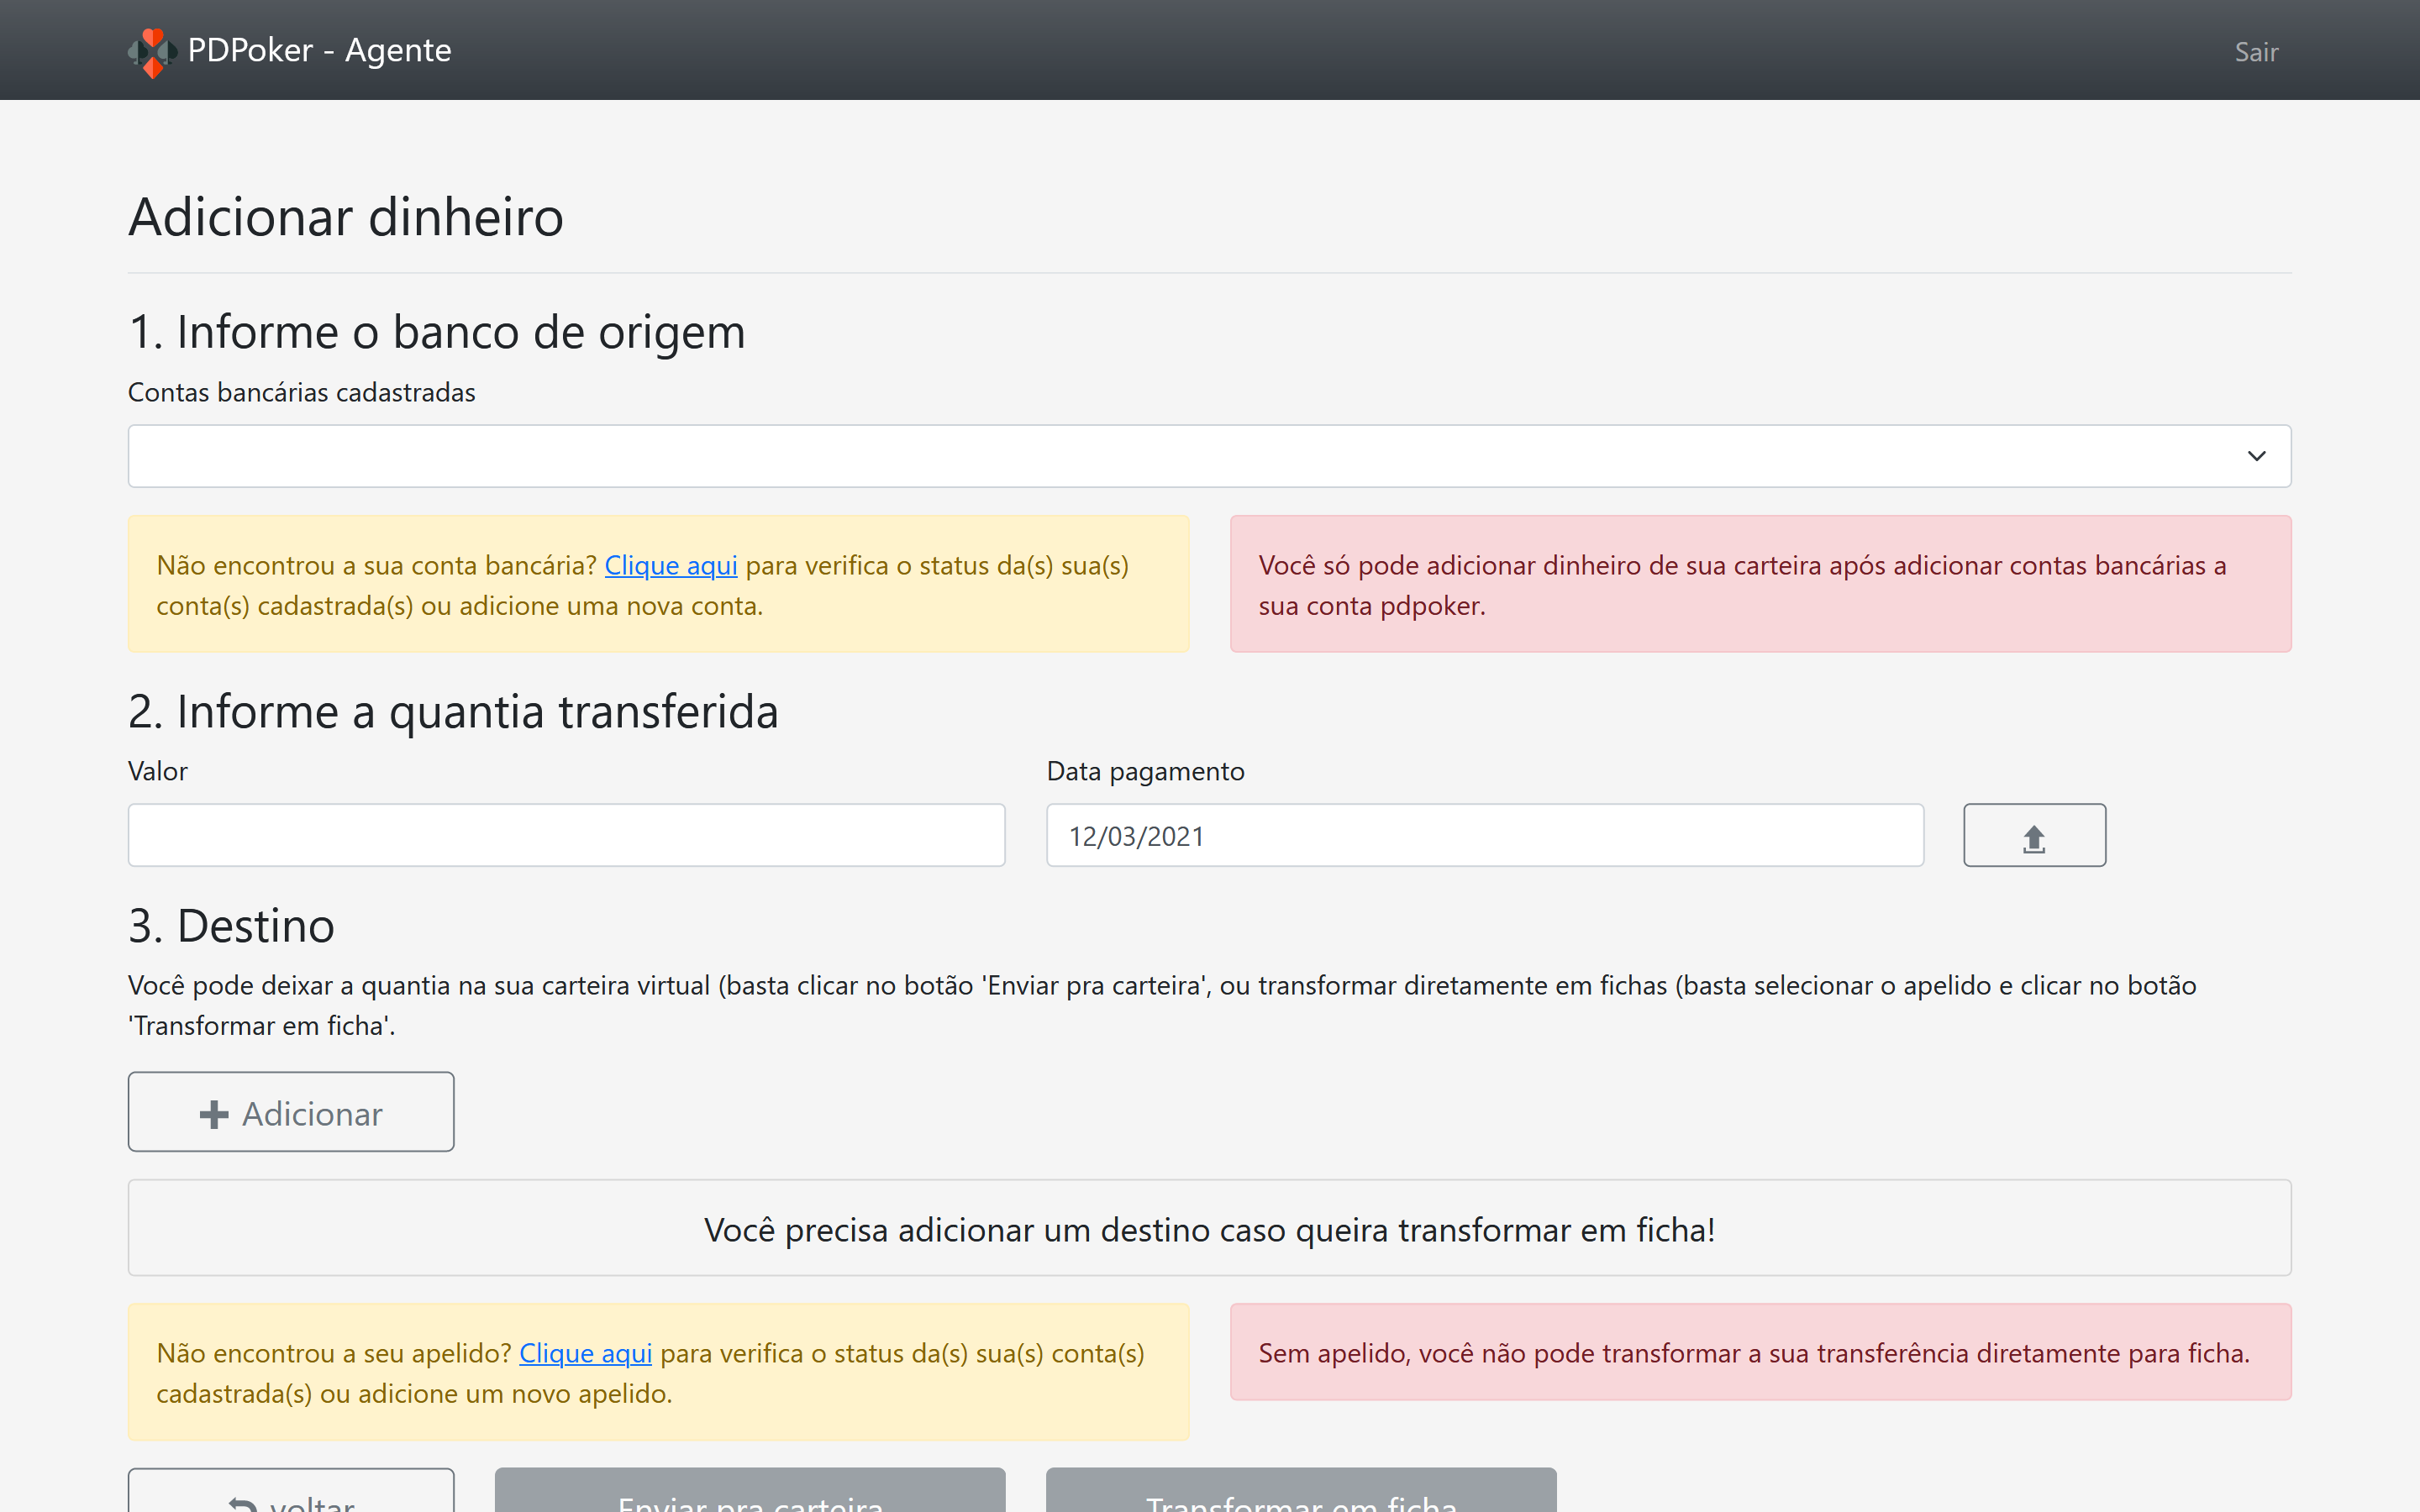 PDPoker - Agente
Sair
Adicionar dinheiro
1. Informe o banco de origem
Contas bancárias cadastradas
Não encontrou a sua conta bancária? Clique aqui para verifica o status da(s) sua(s)
conta(s) cadastrada(s) ou adicione uma nova conta.
Você só pode adicionar dinheiro de sua carteira após adicionar contas bancárias a
sua conta pdpoker.
2. Informe a quantia transferida
Valor
Data pagamento
12/03/2021
3. Destino
Você pode deixar a quantia na sua carteira virtual (basta clicar no botão 'Enviar pra carteira', ou transformar diretamente em fichas (basta selecionar o apelido e clicar no botão
'Transformar em ficha'.
Adicionar
Você precisa adicionar um destino caso queira transformar em ficha!
Não encontrou a seu apelido? Clique aqui para verifica o status da(s) sua(s) conta(s)
cadastrada(s) ou adicione um novo apelido.
Sem apelido, você não pode transformar a sua transferência diretamente para ficha.
voltar
Enviar pra carteira
Transformar em ficha